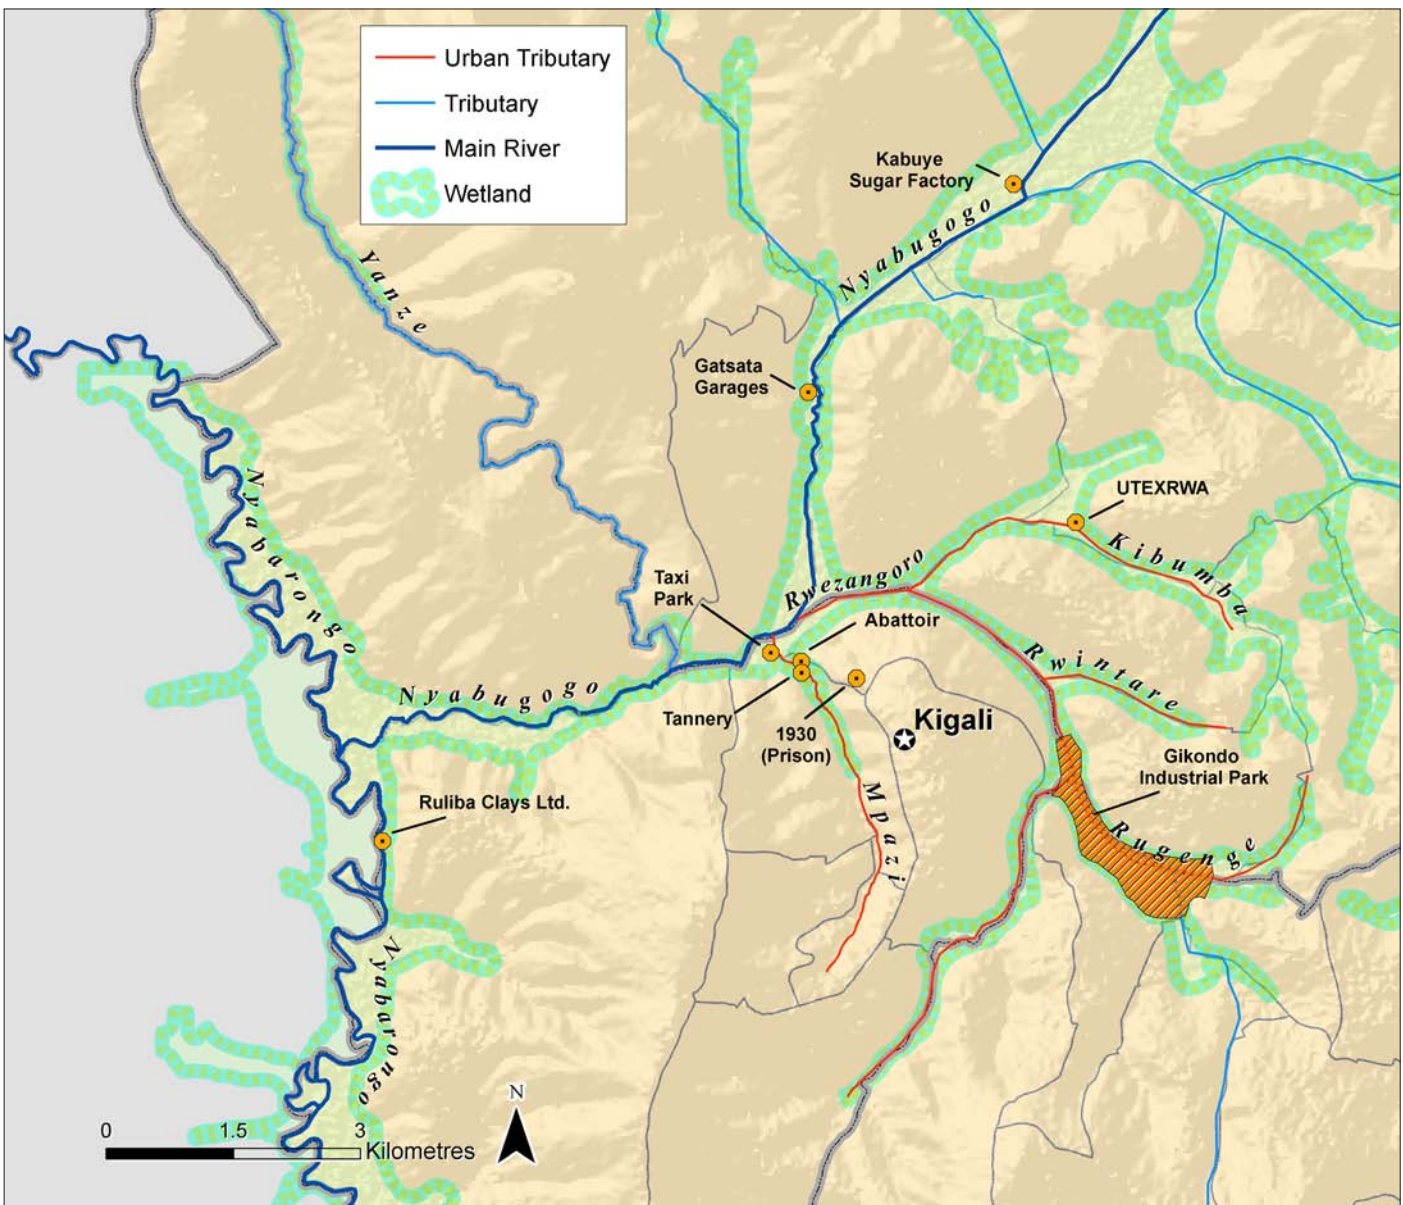 Urban Tributary
Tributary
Main River
Wetland
Kabuye
Sugar Factory
Nyabugogo
Yanze
Gatsata
Garages
Nyabarongo
UTEXRWA
Kibumba
Rwezangoro
Taxi
Park
Abattoir
Rwintare
Nyabugogo
Tannery
1930
(Prison)
Kigali
Gikondo
Industrial Park
Ruliba Clays Ltd.
Mpazi
Rugenge
Nyabarongo
N
0 1.5 3
Kilometres